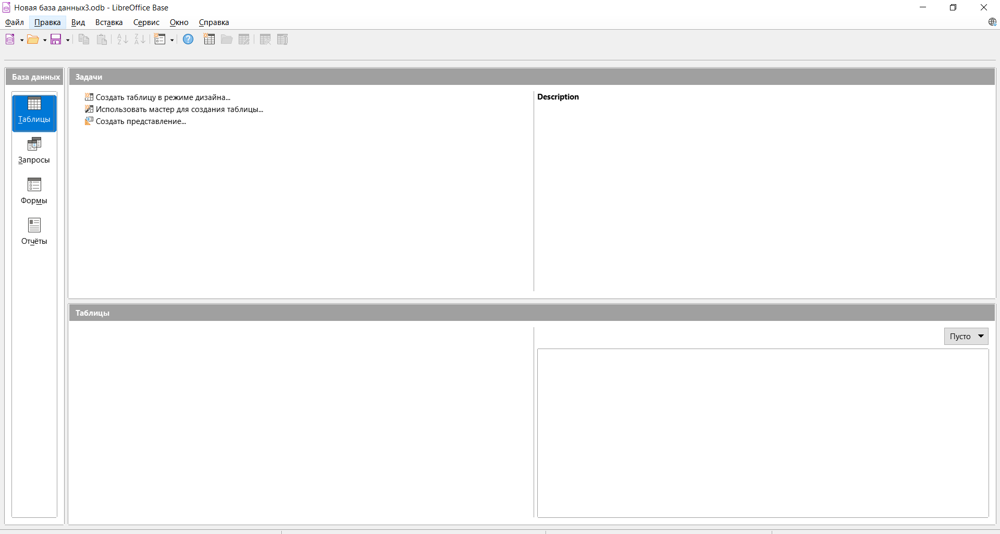 Новая база данных3.odb - LibreOffice Base
Файл Правка Вид Вставка Сервис Окно Справка
База данных
Таблицы
Запросы
Формы
Отчёты
Задачи
Создать таблицу в режиме дизайна...
Использовать мастер для создания таблицы...
Создать представление...
Description
Таблицы
Пусто